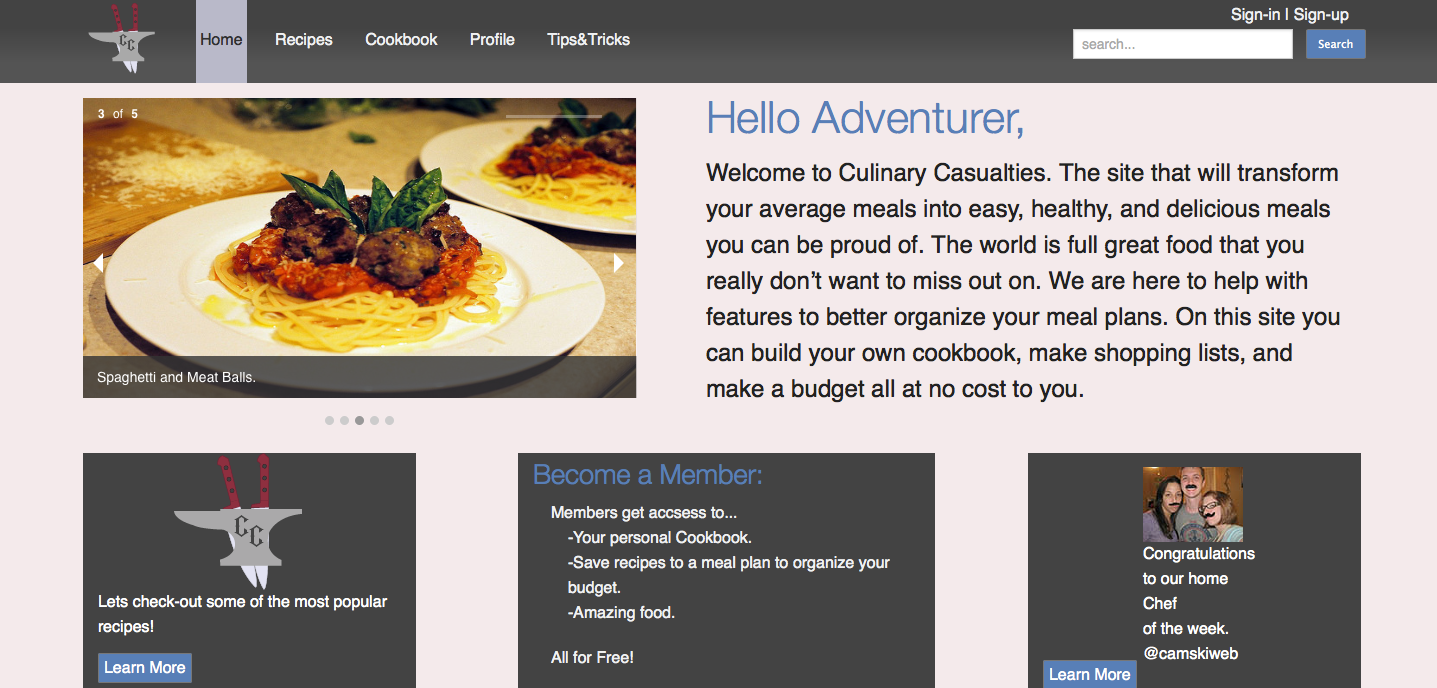 Sign-in | Sign-up
CC
Home
Recipes
Cookbook
Profile
Tips&Tricks
search...
Search
3 of 5
Spaghetti and Meat Balls.
Hello Adventurer,
Welcome to Culinary Casualties. The site that will transform
your average meals into easy, healthy, and delicious meals
you can be proud of. The world is full great food that you
really don’t want to miss out on. We are here to help with
features to better organize your meal plans. On this site you
can build your own cookbook, make shopping lists, and
make a budget all at no cost to you.
CC
Lets check-out some of the most popular
recipes!
Learn More
Become a Member:
Members get accsess to...
-Your personal Cookbook.
-Save recipes to a meal plan to organize your
budget.
-Amazing food.
All for Free!
Congratulations
to our home
Chef
of the week.
@camskiweb
Learn More